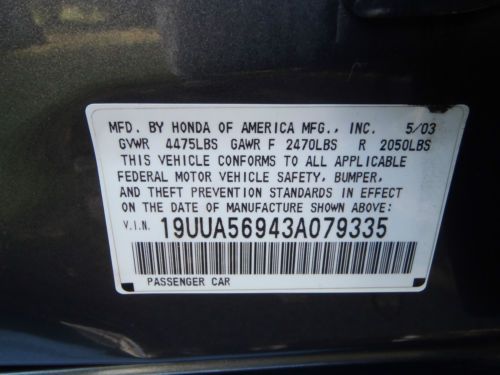 MFD. BY HONDA OF AMERICA MFG., INC. 5/03
GVWR 4475LBS GAWR F 2470LBS R 2050LBS
THIS VEHICLE CONFORMS TO ALL APPLICABLE
FEDERAL MOTOR VEHICLE SAFETY, BUMPER,
AND THEFT PREVENTION STANDARDS IN EFFECT
ON THE DATE OF MANUFACTURE SHOWN ABOVE.
V.I.N. 19UUA56943A079335
PASSENGER CAR